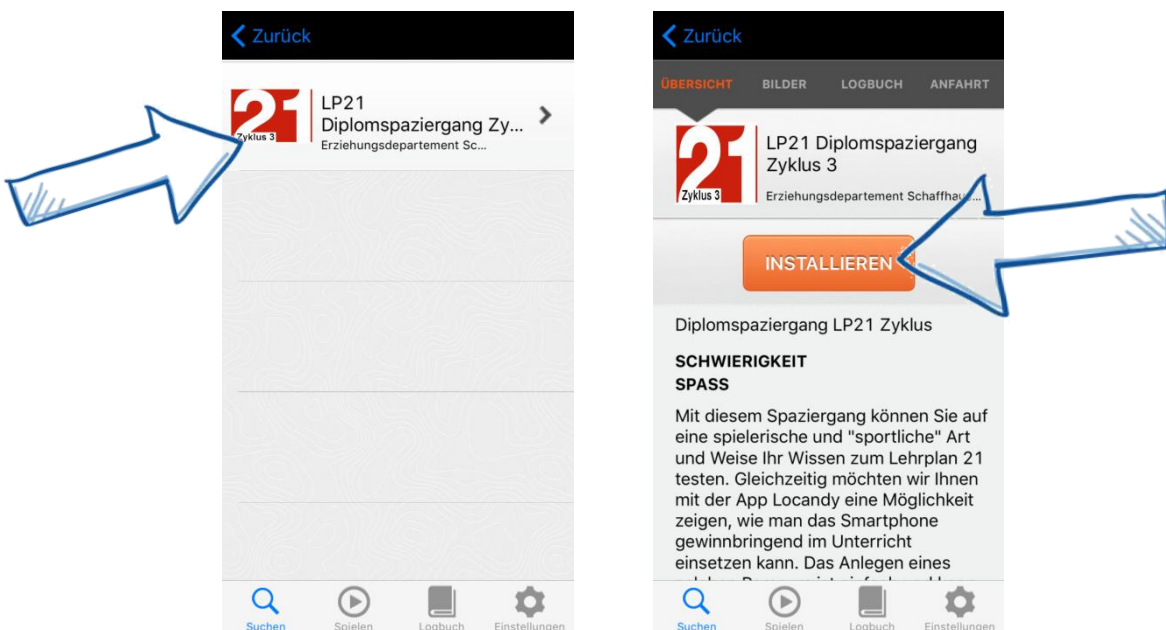 Zurück
21
Zyklus 3
LP21
Diplomspaziergang Zy...
Erziehungsdepartement Sc...
Suchen
Spielen
Logbuch
Einstellungen
Zurück
ÜBERSICHT
BILDER
LOGBUCH
ANFAHRT
21
Zyklus 3
LP21 Diplomspaziergang
Zyklus 3
Erziehungsdepartement Schaffhau...
INSTALLIEREN
Diplomspaziergang LP21 Zyklus
SCHWIERIGKEIT
SPASS
Mit diesem Spaziergang können Sie auf
eine spielerische und "sportliche" Art
und Weise Ihr Wissen zum Lehrplan 21
testen. Gleichzeitig möchten wir Ihnen
mit der App Locandy eine Möglichkeit
zeigen, wie man das Smartphone
gewinnbringend im Unterricht
einsetzen kann. Das Anlegen eines
Suchen
Spielen
Logbuch
Einstellungen